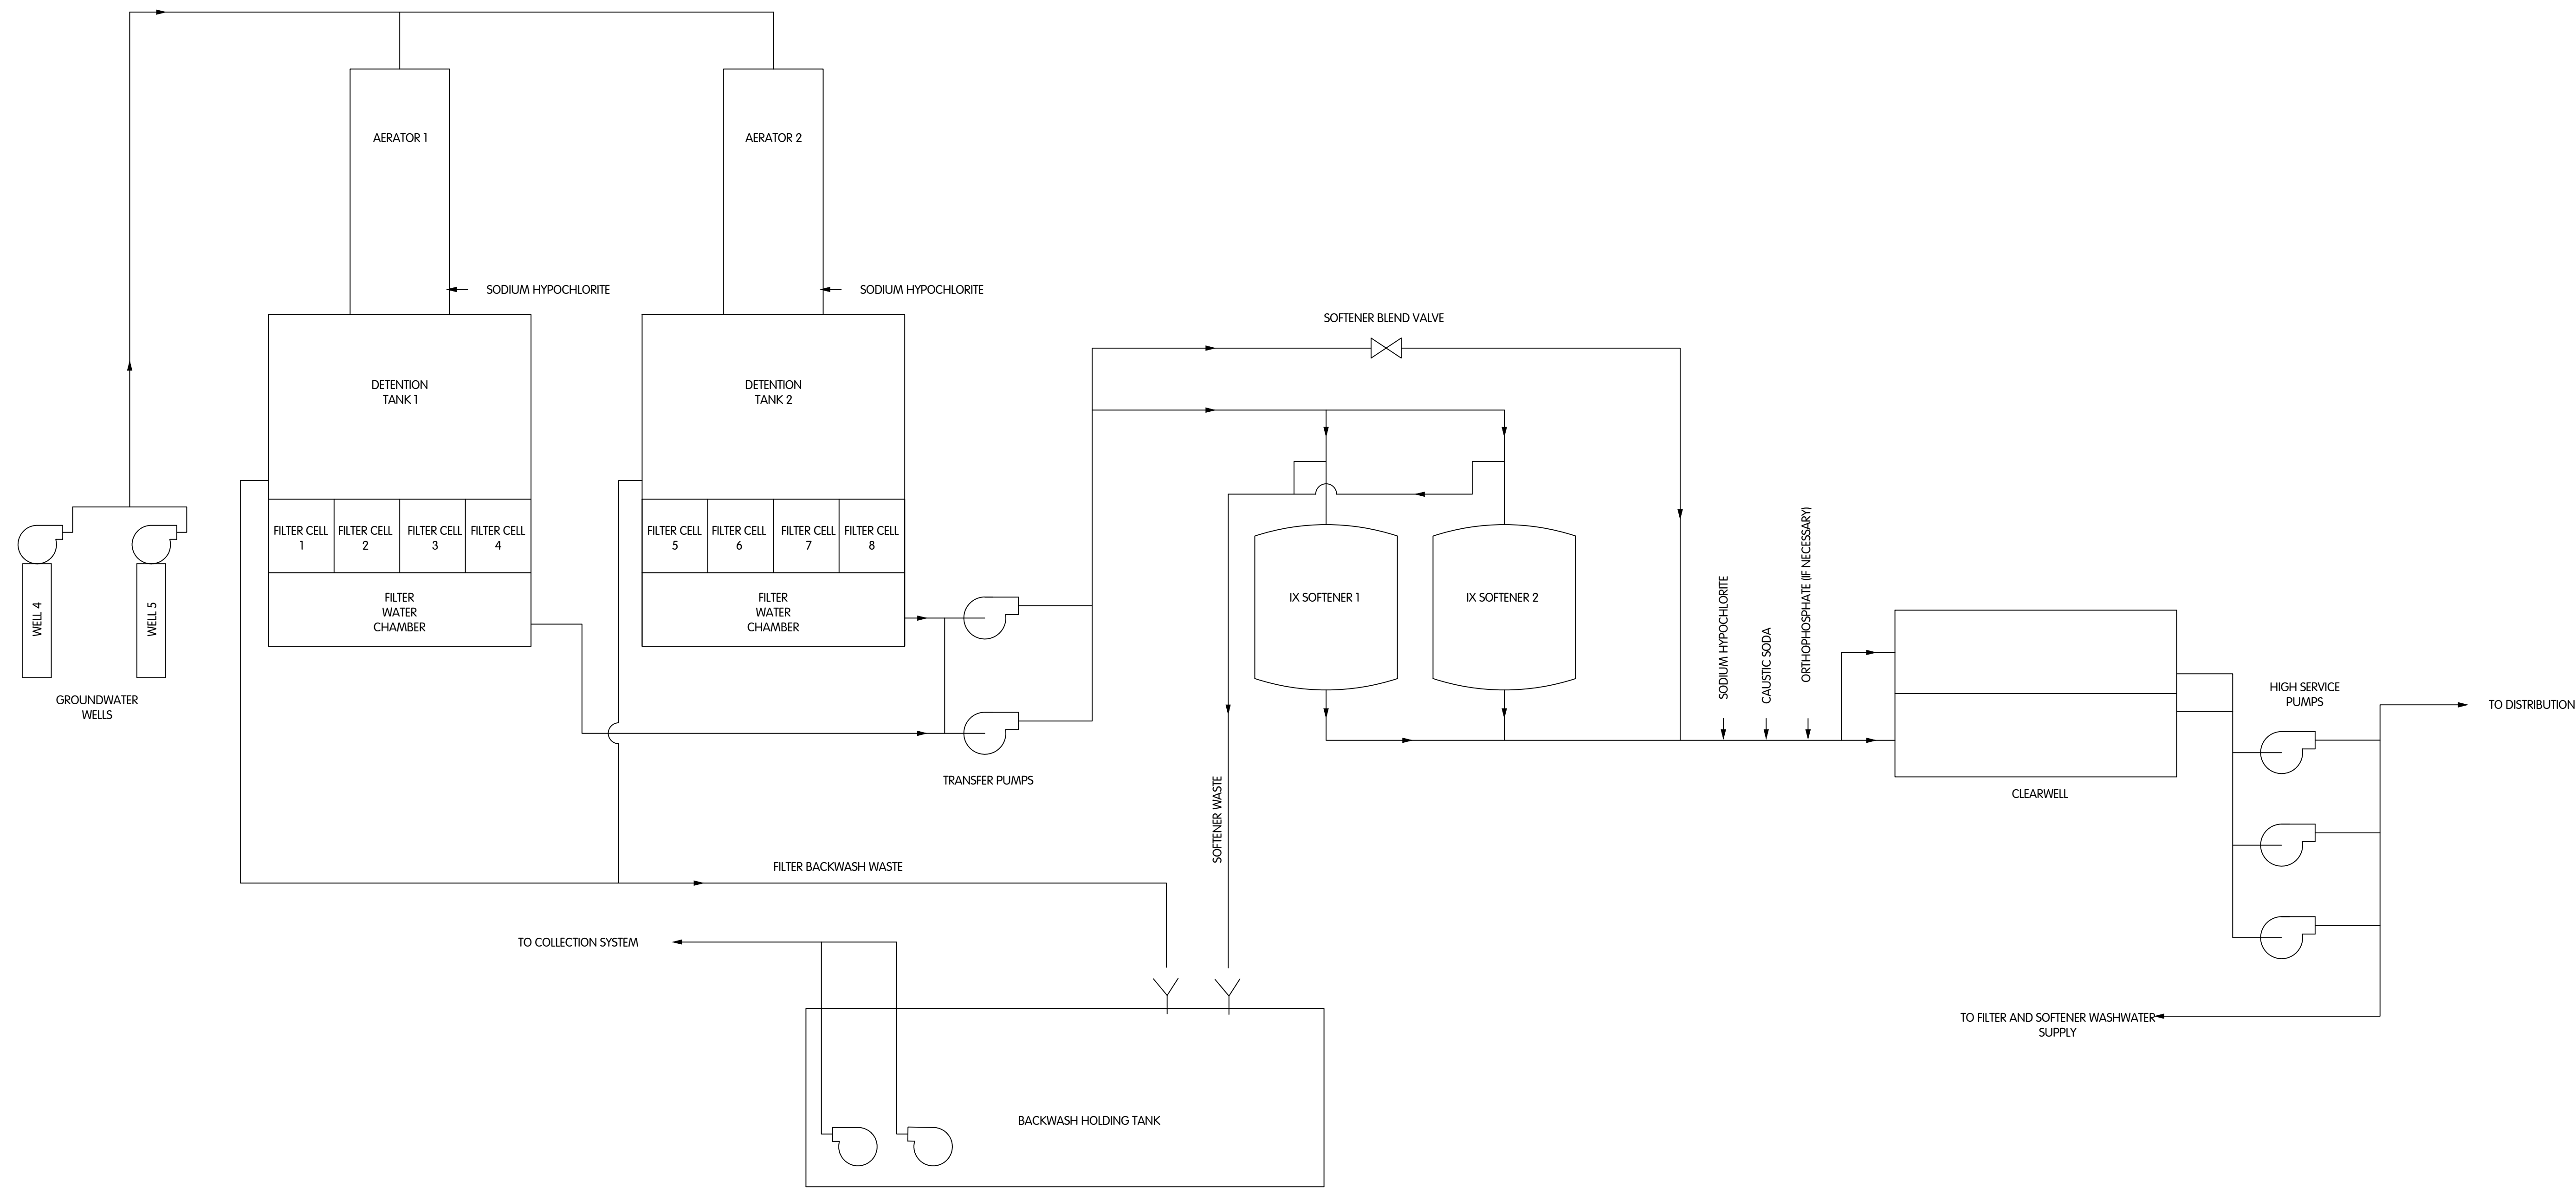 AERATOR 1
AERATOR 2
SODIUM HYPOCHLORITE
SODIUM HYPOCHLORITE
SOFTENER BLEND VALVE
DETENTION
TANK 1
DETENTION
TANK 2
FILTER CELL
1
FILTER CELL
2
FILTER CELL
3
FILTER CELL
4
FILTER CELL
5
FILTER CELL
6
FILTER CELL
7
FILTER CELL
8
FILTER
WATER
CHAMBER
FILTER
WATER
CHAMBER
WELL 4
WELL 5
GROUNDWATER
WELLS
IX SOFTENER 1
IX SOFTENER 2
SODIUM HYPOCHLORITE
CAUSTIC SODA
ORTHOPHOSPHATE (IF NECESSARY)
HIGH SERVICE
PUMPS
TO DISTRIBUTION
TRANSFER PUMPS
CLEARWELL
SOFTENER WASTE
FILTER BACKWASH WASTE
TO COLLECTION SYSTEM
TO FILTER AND SOFTENER WASHWATER
SUPPLY
BACKWASH HOLDING TANK